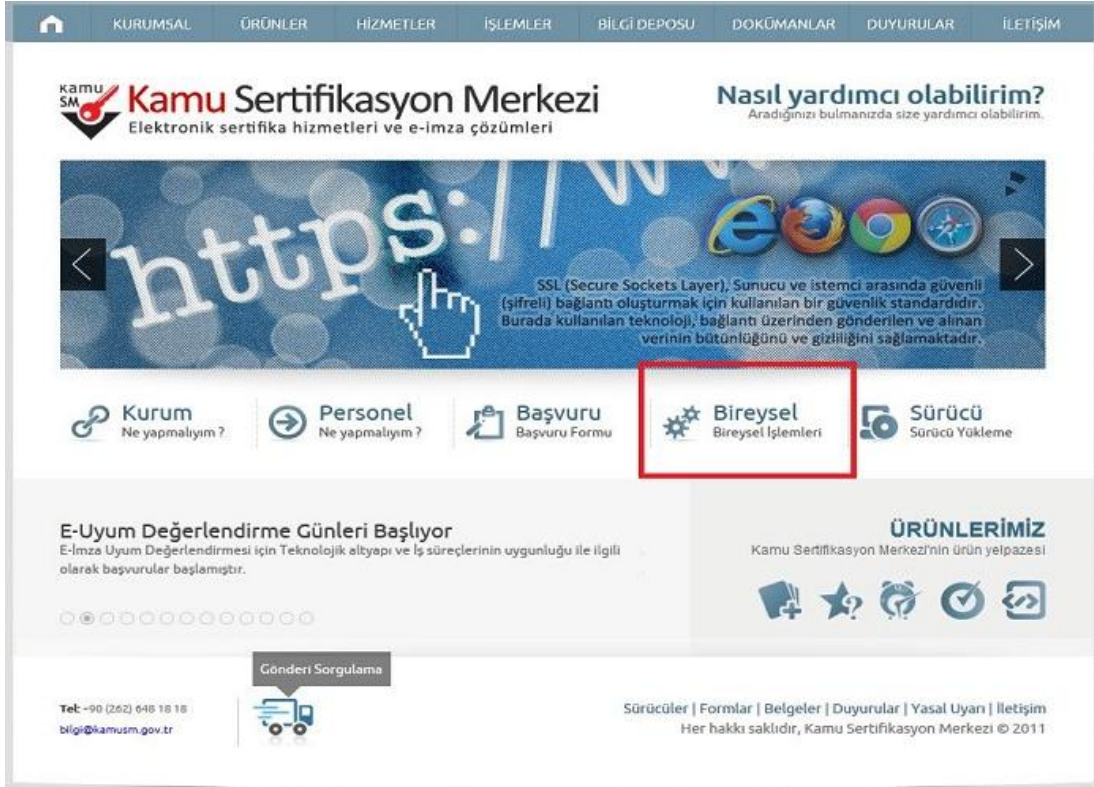 KURUMSAL ÜRÜNLER HİZMETLER İŞLEMLER BİLGİ DEPOSU DOKÜMANLAR DUYURULAR İLETİŞİM
kamu SM
Kamu Sertifikasyon Merkezi
Elektronik sertifika hizmetleri ve e-imza çözümleri
Nasıl yardımcı olabilirim?
Aradığınızı bulmanızda size yardımcı olabilirim.
https://ww
SSL (Secure Sockets Layer), Sunucu ve istemci arasında güvenli
(şifreli) bağlantı oluşturmak için kullanılan bir güvenlik standardıdır.
Burada kullanılan teknoloji, bağlantı üzerinden gönderilen ve alınan
verinin bütünlüğünü ve gizliliğini sağlamaktadır.
Kurum
Ne yapmalıyım ?
Personel
Ne yapmalıyım ?
Başvuru
Başvuru Formu
Bireysel
Bireysel İşlemleri
Sürücü
Sürücü Yükleme
E-Uyum Değerlendirme Günleri Başlıyor
E-İmza Uyum Değerlendirmesi için Teknolojik altyapı ve İş süreçlerinin uygunluğu ile ilgili
olarak başvurular başlamıştır.
ÜRÜNLERİMİZ
Kamu Sertifikasyon Merkezi'nin ürün yelpazesi
Gönderi Sorgulama
Tel: -90 (262) 648 18 18
bilgi@kamusm.gov.tr
Sürücüler | Formlar | Belgeler | Duyurular | Yasal Uyarı | İletişim
Her hakkı saklıdır, Kamu Sertifikasyon Merkezi © 2011